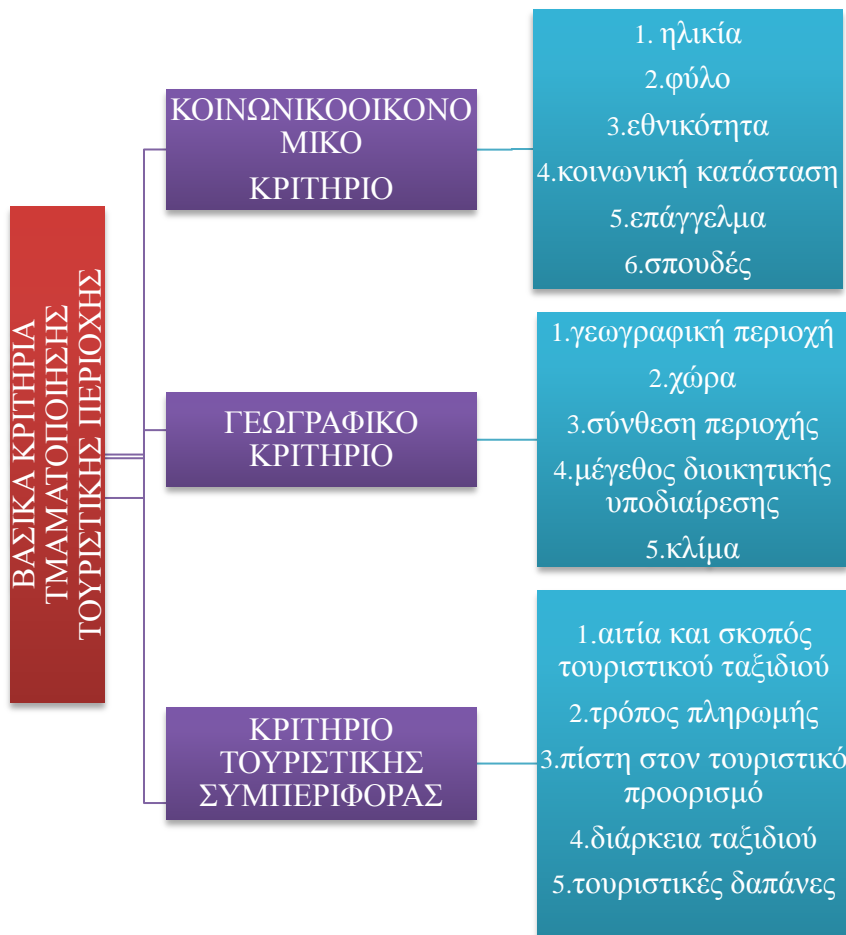 ΒΑΣΙΚΑ ΚΡΙΤΗΡΙΑ
ΤΜΑΜΑΤΟΠΟΙΗΣΗΣ
ΤΟΥΡΙΣΤΙΚΗΣ ΠΕΡΙΟΧΗΣ
ΚΟΙΝΩΝΙΚΟΟΙΚΟΝΟ
ΜΙΚΟ
ΚΡΙΤΗΡΙΟ
1. ηλικία
2.φύλο
3.εθνικότητα
4.κοινωνική κατάσταση
5.επάγγελμα
6.σπουδές
ΓΕΩΓΡΑΦΙΚΟ
ΚΡΙΤΗΡΙΟ
1.γεωγραφική περιοχή
2.χώρα
3.σύνθεση περιοχής
4.μέγεθος διοικητικής
υποδιαίρεσης
5.κλίμα
ΚΡΙΤΗΡΙΟ
ΤΟΥΡΙΣΤΙΚΗΣ
ΣΥΜΠΕΡΙΦΟΡΑΣ
1.αιτία και σκοπός
τουριστικού ταξιδιού
2.τρόπος πληρωμής
3.πίστη στον τουριστικό
προορισμό
4.διάρκεια ταξιδιού
5.τουριστικές δαπάνες